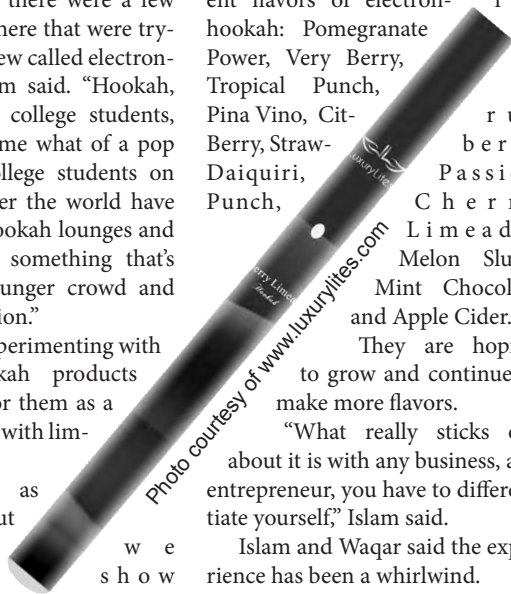 there were a few
here that were try-
ew called electron-
m said. “Hookah,
college students,
me what of a pop
llege students on
er the world have
ookah lounges and
something that’s
unger crowd and
ion.”
perimenting with
kah products
or them as a
with lim-
as
ut
w e
s h o w
ent flavors of electron-
hookah: Pomegranate
Power, Very Berry,
Tropical Punch,
Pina Vino, Cit-
Berry, Straw-
Daiquiri,
Punch,
r u
b e r
P a s s i
C h e r r
L i m e a d
Melon Slu
Mint Chocol
and Apple Cider.
They are hopi
to grow and continue
make more flavors.
“What really sticks o
about it is with any business, a
entrepreneur, you have to differe
tiate yourself,” Islam said.
Islam and Waqar said the exp
rience has been a whirlwind.
LuxuryLites
erry Limea
Hookah
Photo courtesy of www.luxurylites.com